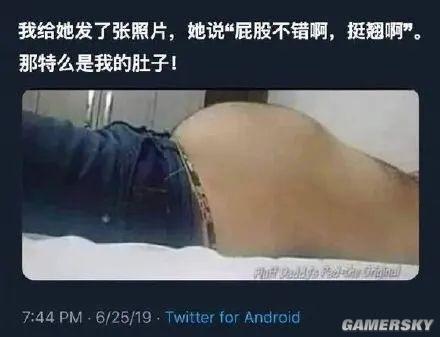 我给她发了张照片，她说“屁股不错啊，挺翘啊”。
那特么是我的肚子！
Fluff Daddy's Pad-the Original
7:44 PM · 6/25/19 · Twitter for Android
GAMERSKY